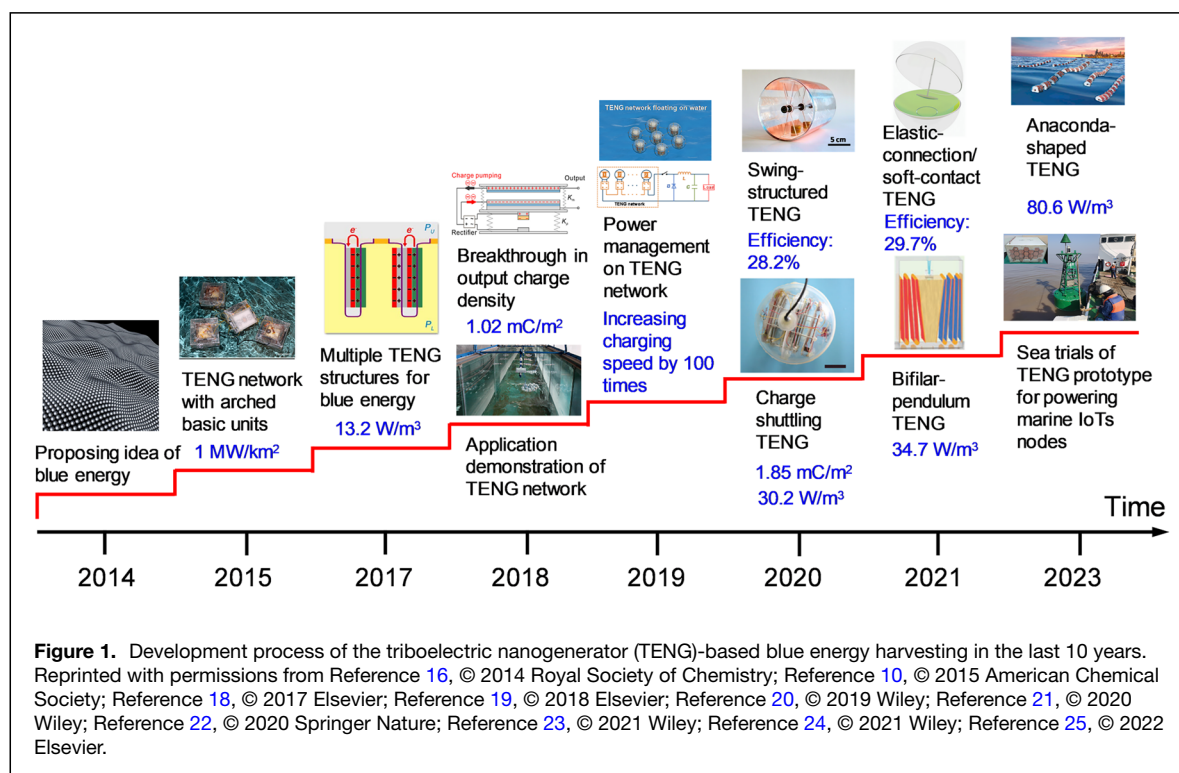 Proposing idea of
blue energy
TENG network
with arched
basic units
1 MW/km²
e
e
P_U
P_L
Multiple TENG
structures for
blue energy
13.2 W/m³
Charge pumping
Output
Rectifier
Breakthrough in
output charge
density
1.02 mC/m²
Application
demonstration of
TENG network
TENG network floating on water
TENG network
L
C
Power
management
on TENG
network
Increasing
charging
speed by 100
times
5 cm
Swing-
structured
TENG
Efficiency:
28.2%
Charge
shuttling
TENG
1.85 mC/m²
30.2 W/m³
Elastic-
connection/
soft-contact
TENG
Efficiency:
29.7%
Bifilar-
pendulum
TENG
34.7 W/m³
Anaconda-
shaped
TENG
80.6 W/m³
Sea trials of
TENG prototype
for powering
marine IoTs
nodes
Time
2014 2015 2017 2018 2019 2020 2021 2023
Figure 1. Development process of the triboelectric nanogenerator (TENG)-based blue energy harvesting in the last 10 years.
Reprinted with permissions from Reference 16, © 2014 Royal Society of Chemistry; Reference 10, © 2015 American Chemical
Society; Reference 18, © 2017 Elsevier; Reference 19, © 2018 Elsevier; Reference 20, © 2019 Wiley; Reference 21, © 2020
Wiley; Reference 22, © 2020 Springer Nature; Reference 23, © 2021 Wiley; Reference 24, © 2021 Wiley; Reference 25, © 2022
Elsevier.